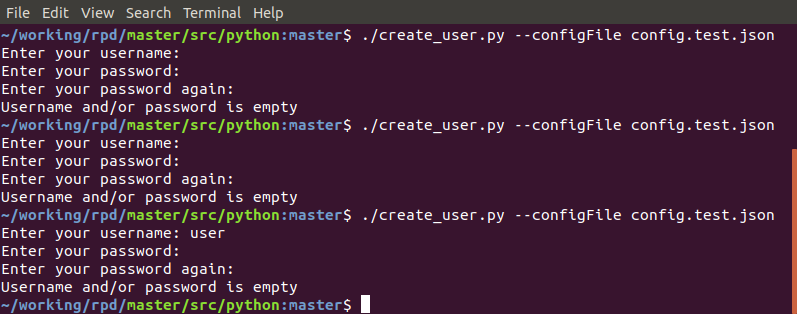 File Edit View Search Terminal Help
~/working/rpd/master/src/python:master$ ./create_user.py --configFile config.test.json
Enter your username:
Enter your password:
Enter your password again:
Username and/or password is empty
~/working/rpd/master/src/python:master$ ./create_user.py --configFile config.test.json
Enter your username:
Enter your password:
Enter your password again:
Username and/or password is empty
~/working/rpd/master/src/python:master$ ./create_user.py --configFile config.test.json
Enter your username: user
Enter your password:
Enter your password again:
Username and/or password is empty
~/working/rpd/master/src/python:master$